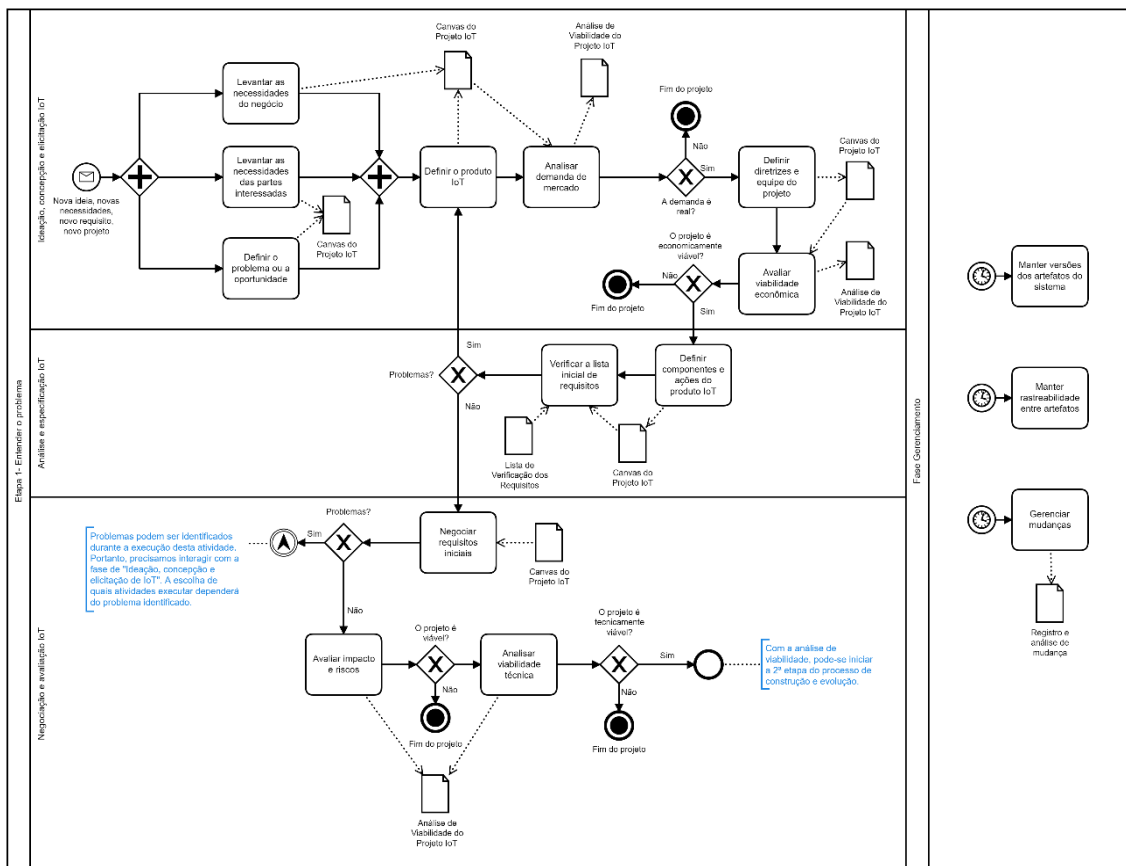 Etapa 1- Entender o problema
Ideação, concepção e elicitação IoT
Nova ideia, novas
necessidades,
novo requisito,
novo projeto
Levantar as
necessidades
do negócio
Levantar as
necessidades
das partes
interessadas
Definir o
problema ou a
oportunidade
Canvas do
Projeto IoT
Canvas do
Projeto IoT
Definir o produto
IoT
Análise de
Viabilidade do
Projeto IoT
Analisar
demanda de
mercado
Fim do projeto
Não
Sim
A demanda é
real?
Definir
diretrizes e
equipe do
projeto
Canvas do
Projeto IoT
Avaliar
viabilidade
econômica
Análise de
Viabilidade do
Projeto IoT
O projeto é
economicamente
viável?
Não
Fim do projeto
Sim
Análise e especificação IoT
Definir
componentes e
ações do
produto IoT
Verificar a lista
inicial de
requisitos
Sim
Problemas?
Não
Lista de
Verificação dos
Requisitos
Canvas do
Projeto IoT
Negociação e avaliação IoT
Negociar
requisitos
iniciais
Canvas do
Projeto IoT
Problemas?
Sim
Problemas podem ser identificados
durante a execução desta atividade.
Portanto, precisamos interagir com a
fase de "Ideação, concepção e
elicitação de IoT". A escolha de
quais atividades executar dependerá
do problema identificado.
Não
Avaliar impacto
e riscos
O projeto é
viável?
Sim
Não
Fim do projeto
Analisar
viabilidade
técnica
O projeto é
tecnicamente
viável?
Sim
Não
Fim do projeto
Com a análise de
viabilidade, pode-se iniciar
a 2ª etapa do processo de
construção e evolução.
Análise de
Viabilidade do
Projeto IoT
Fase Gerenciamento
Manter versões
dos artefatos do
sistema
Manter
rastreabilidade
entre artefatos
Gerenciar
mudanças
Registro e
análise de
mudança